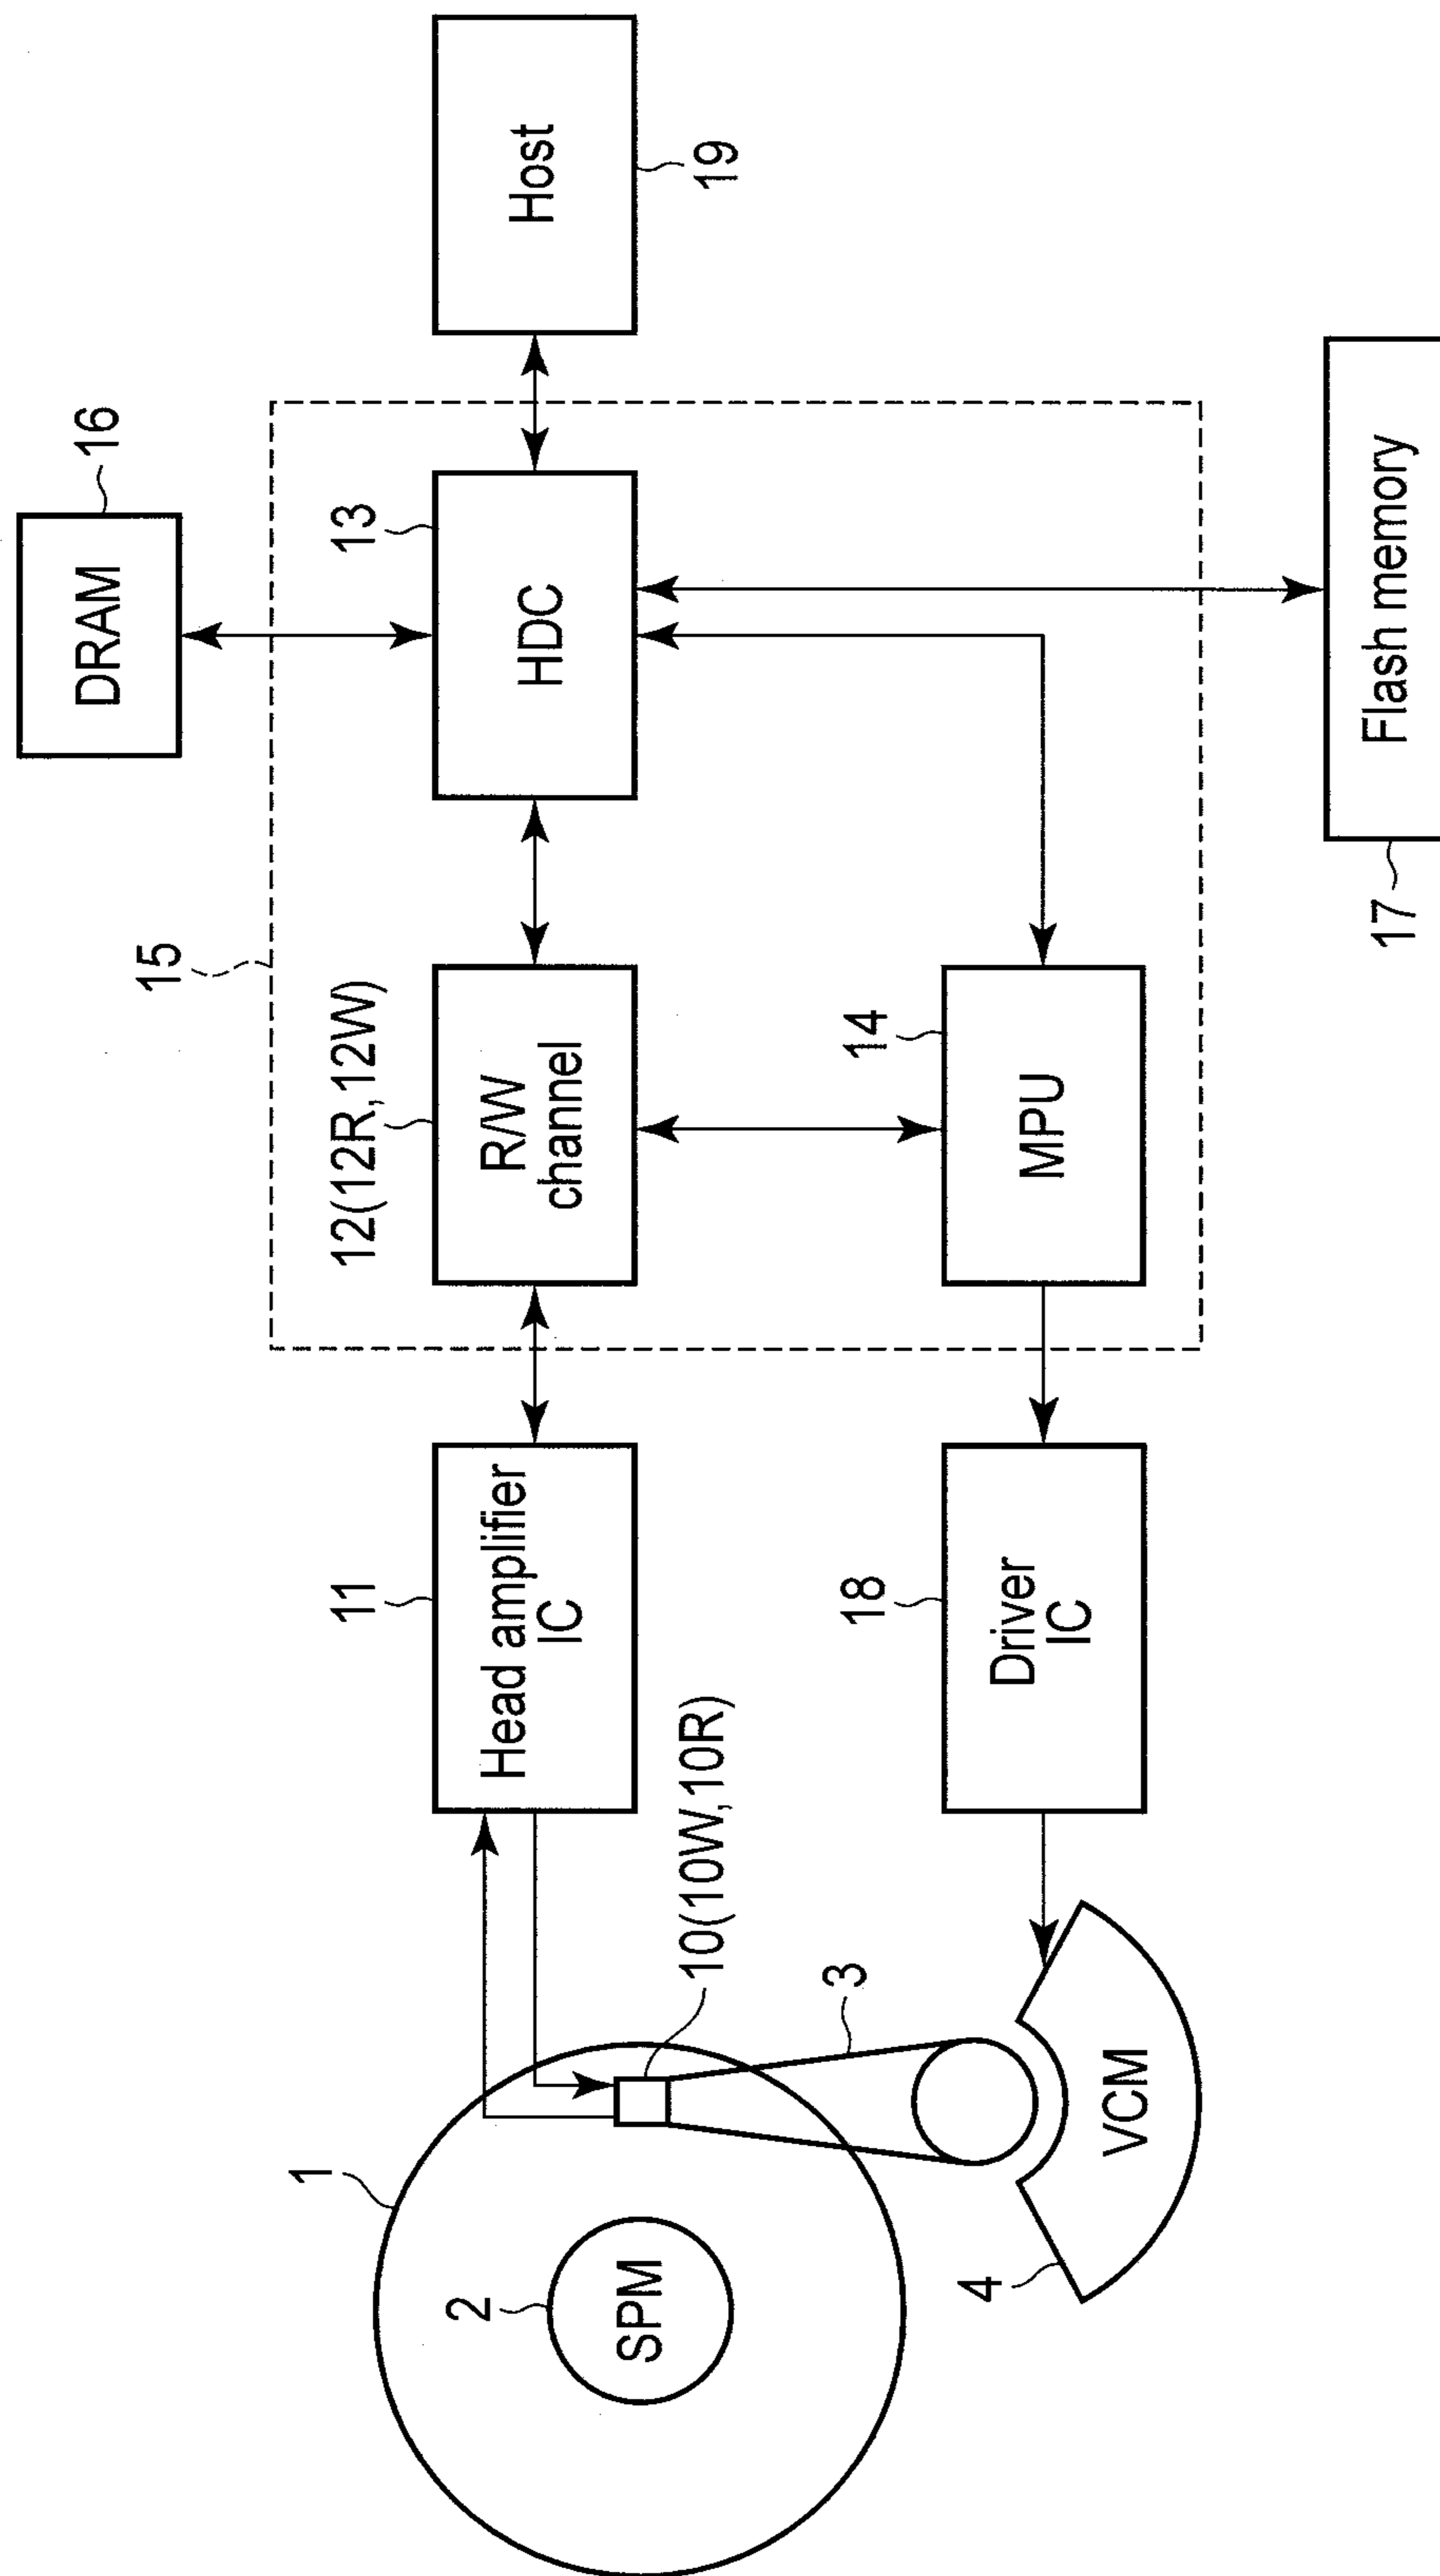 DRAM
16
15
12(12R,12W)
13
11
Head amplifier
IC
R/W
channel
HDC
Host
19
1
2
SPM
10(10W,10R)
3
18
Driver
IC
14
MPU
4
VCM
17
Flash memory